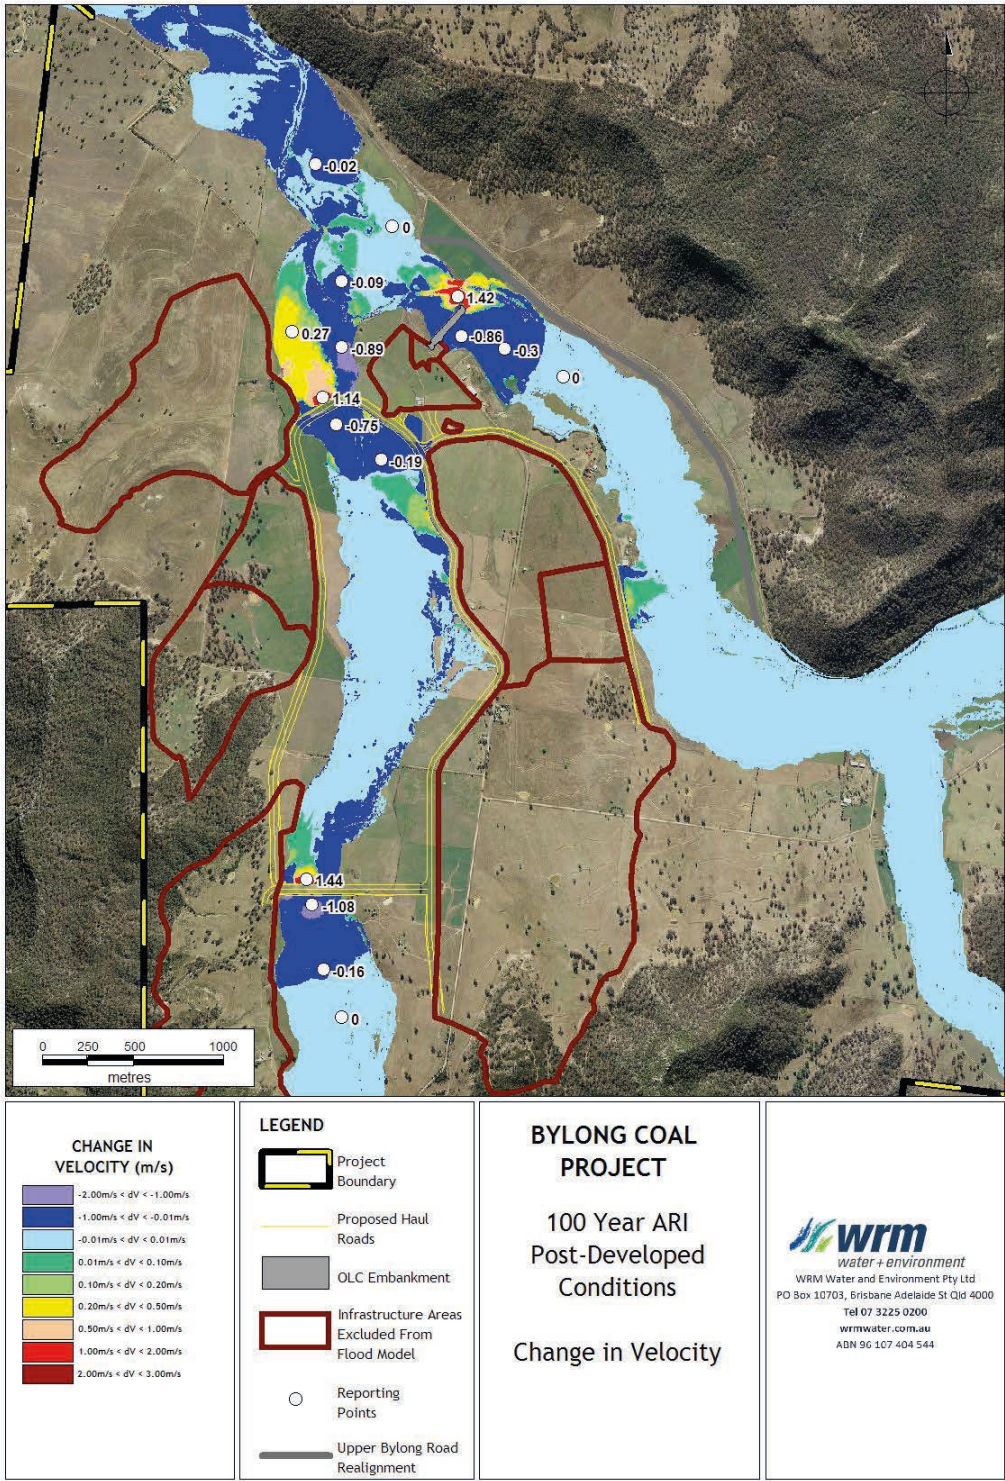 -0.02
0
-0.09
1.42
0.27
-0.86
-0.89
-0.3
0
1.14
-0.75
-0.19
1.44
-1.08
-0.16
0
0 250 500 1000
metres
CHANGE IN
VELOCITY (m/s)
-2.00m/s < dV < -1.00m/s
-1.00m/s < dV < -0.01m/s
-0.01m/s < dV < 0.01m/s
0.01m/s < dV < 0.10m/s
0.10m/s < dV < 0.20m/s
0.20m/s < dV < 0.50m/s
0.50m/s < dV < 1.00m/s
1.00m/s < dV < 2.00m/s
2.00m/s < dV < 3.00m/s
LEGEND
Project
Boundary
Proposed Haul
Roads
OLC Embankment
Infrastructure Areas
Excluded From
Flood Model
Reporting
Points
Upper Bylong Road
Realignment
BYLONG COAL
PROJECT
100 Year ARI
Post-Developed
Conditions
Change in Velocity
wrm
water+environment
WRM Water and Environment Pty Ltd
PO Box 10703, Brisbane Adelaide St Qld 4000
Tel 07 3225 0200
wrmwater.com.au
ABN 96 107 404 544